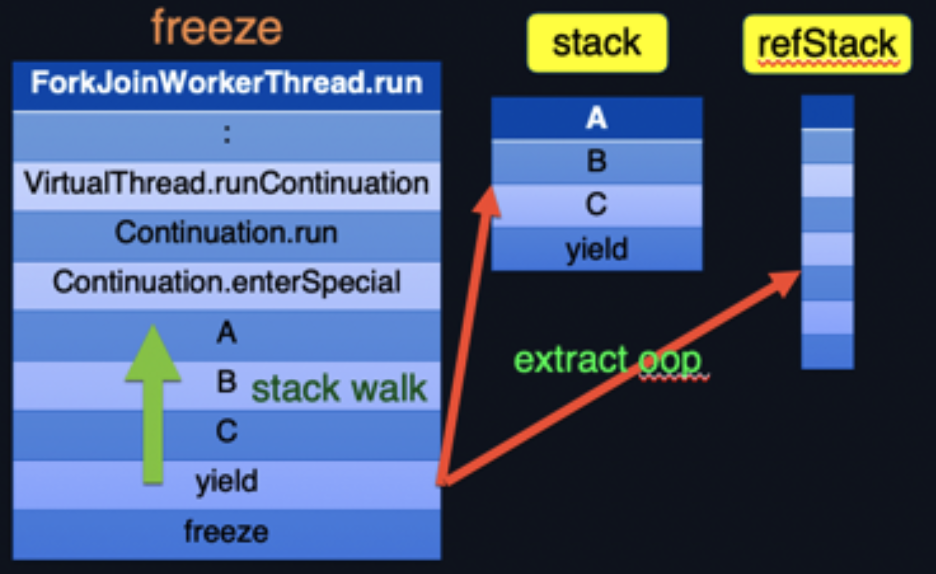 freeze
ForkJoinWorkerThread.run
:
VirtualThread.runContinuation
Continuation.run
Continuation.enterSpecial
A
B
C
yield
freeze
stack walk
stack
A
B
C
yield
refStack
extract oop